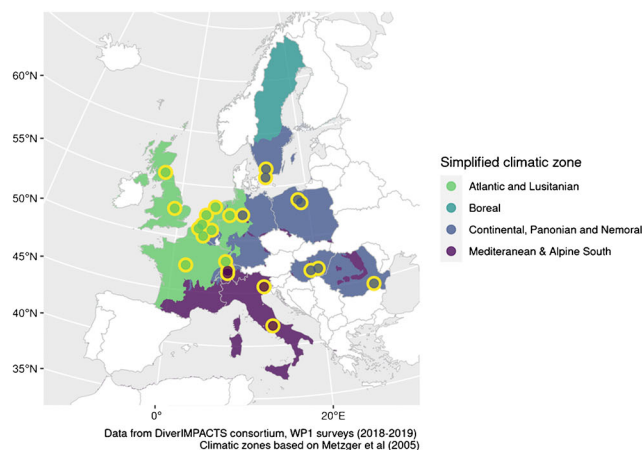 60°N
55°N
50°N
45°N
40°N
35°N
0°
20°E
Simplified climatic zone
Atlantic and Lusitanian
Boreal
Continental, Panonian and Nemoral
Mediteranean & Alpine South
Data from DiverIMPACTS consortium, WP1 surveys (2018-2019)
Climatic zones based on Metzger et al (2005)